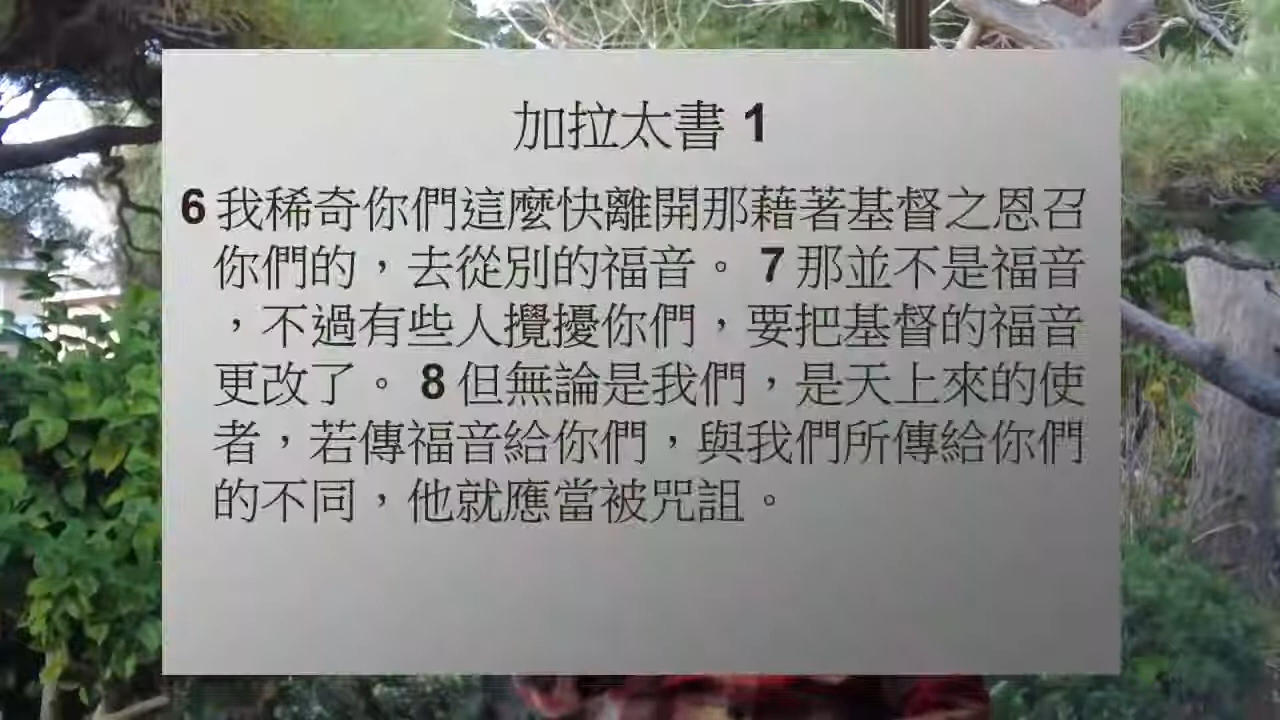 加拉太書 1
6 我稀奇你們這麼快離開那藉著基督之恩召
你們的，去從別的福音。 7 那並不是福音
，不過有些人攪擾你們，要把基督的福音
更改了。 8 但無論是我們，是天上來的使
者，若傳福音給你們，與我們所傳給你們
的不同，他就應當被咒詛。